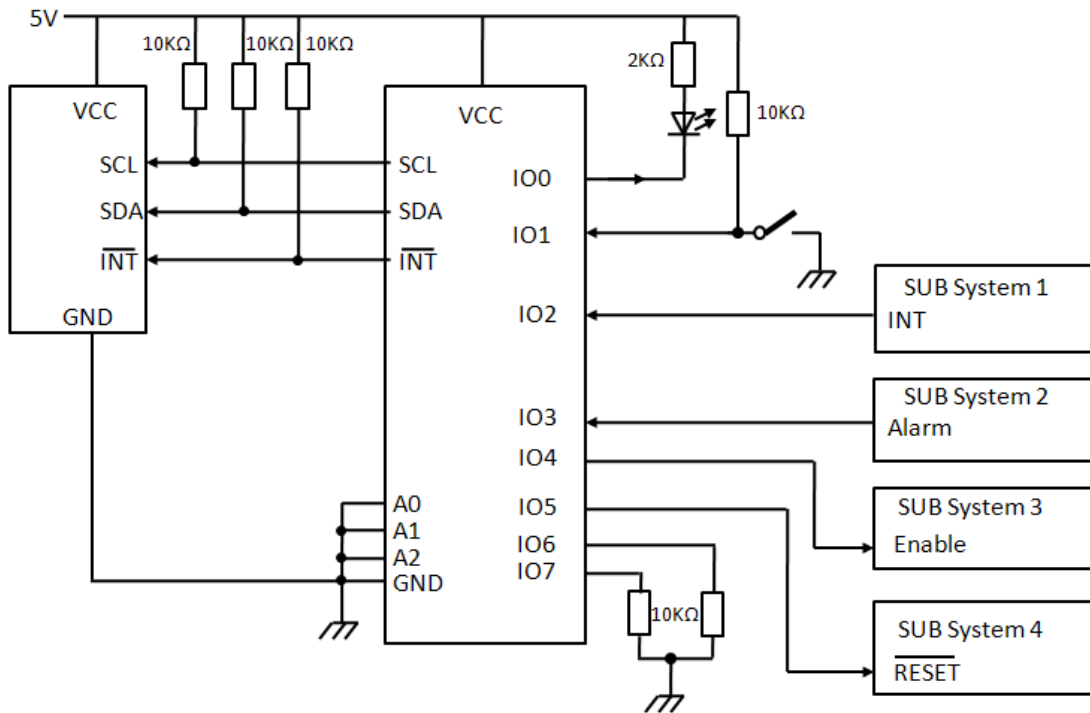 5V
10KΩ 10KΩ 10KΩ
2KΩ
10KΩ
VCC
SCL
SDA
INT
GND
VCC
SCL
SDA
INT
A0
A1
A2
GND
IO0
IO1
IO2
IO3
IO4
IO5
IO6
IO7
10KΩ
SUB System 1
INT
SUB System 2
Alarm
SUB System 3
Enable
SUB System 4
RESET